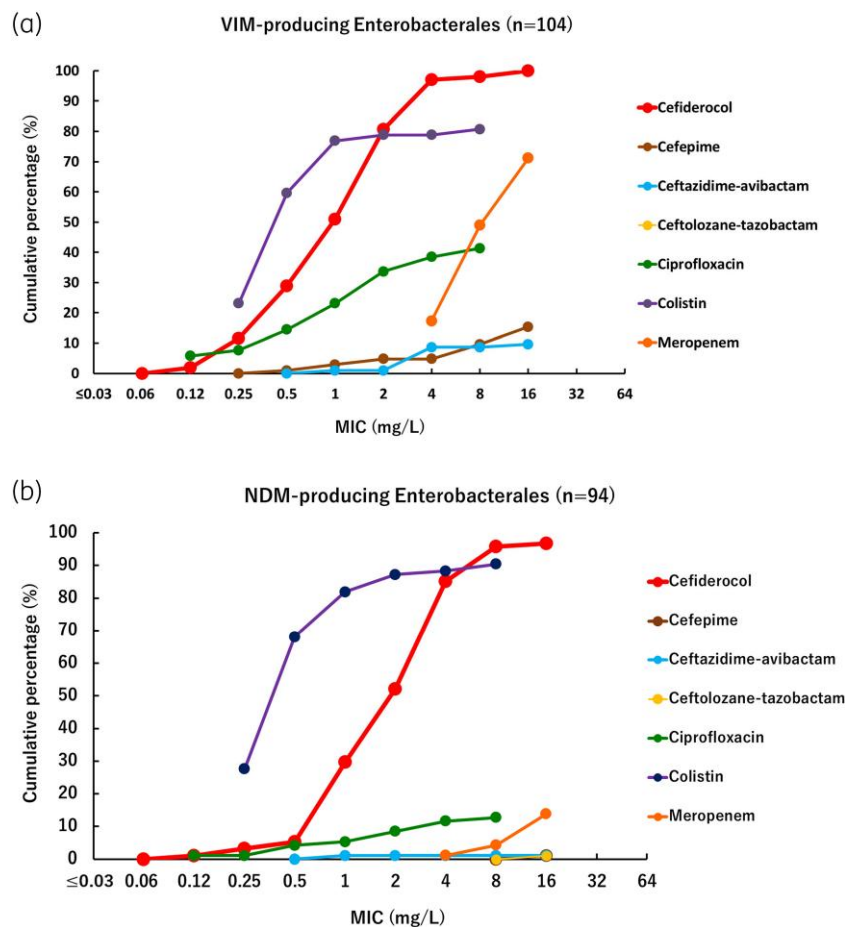 (a)
VIM-producing Enterobacterales (n=104)
Cumulative percentage (%)
100
90
80
70
60
50
40
30
20
10
0
≤0.03 0.06 0.12 0.25 0.5 1 2 4 8 16 32 64
MIC (mg/L)
Cefiderocol
Cefepime
Ceftazidime-avibactam
Ceftolozane-tazobactam
Ciprofloxacin
Colistin
Meropenem
(b)
NDM-producing Enterobacterales (n=94)
Cumulative percentage (%)
100
90
80
70
60
50
40
30
20
10
0
≤0.03 0.06 0.12 0.25 0.5 1 2 4 8 16 32 64
MIC (mg/L)
Cefiderocol
Cefepime
Ceftazidime-avibactam
Ceftolozane-tazobactam
Ciprofloxacin
Colistin
Meropenem